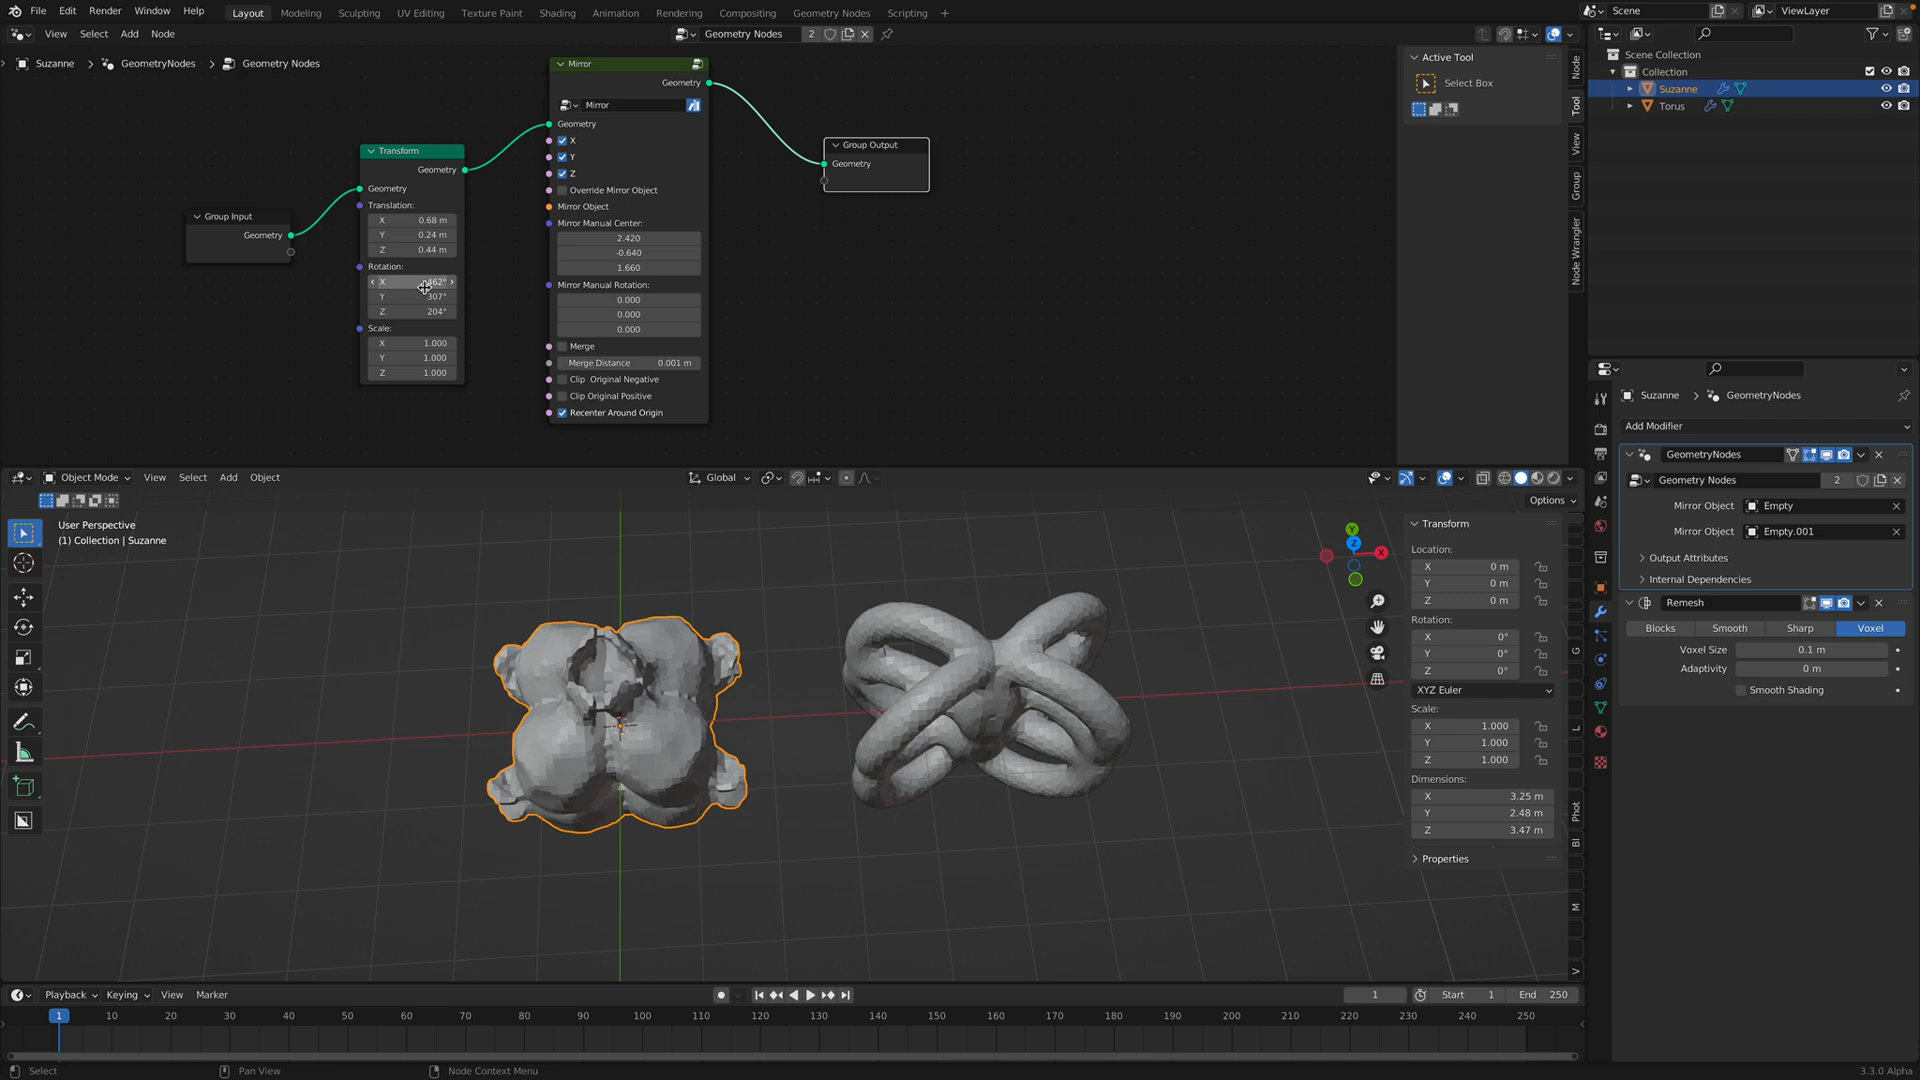 File Edit Render Window Help Layout Modeling Sculpting UV Editing Texture Paint Shading Animation Rendering Compositing Geometry Nodes Scripting + Scene ViewLayer
View Select Add Node Geometry Nodes 2
Suzanne > GeometryNodes > Geometry Nodes
Group Input
Geometry
Transform
Geometry
Geometry
Translation:
X 0.68 m
Y 0.24 m
Z 0.44 m
Rotation:
X 462°
Y 307°
Z 204°
Scale:
X 1.000
Y 1.000
Z 1.000
Mirror
Geometry
Mirror
Geometry
X
Y
Z
Override Mirror Object
Mirror Object
Mirror Manual Center:
2.420
-0.640
1.660
Mirror Manual Rotation:
0.000
0.000
0.000
Merge
Merge Distance 0.001 m
Clip Original Negative
Clip Original Positive
Recenter Around Origin
Group Output
Geometry
Active Tool
Select Box
Node
Tool
View
Group
Node Wrangler
Scene Collection
Collection
Suzanne
Torus
Suzanne > GeometryNodes
Add Modifier
GeometryNodes
Geometry Nodes 2
Mirror Object Empty
Mirror Object Empty.001
Output Attributes
Internal Dependencies
Remesh
Blocks Smooth Sharp Voxel
Voxel Size 0.1 m
Adaptivity 0 m
Smooth Shading
Object Mode View Select Add Object Global
Options
User Perspective
(1) Collection | Suzanne
Y
Z
X
Transform
Location:
X 0 m
Y 0 m
Z 0 m
Rotation:
X 0°
Y 0°
Z 0°
XYZ Euler
Scale:
X 1.000
Y 1.000
Z 1.000
Dimensions:
X 3.25 m
Y 2.48 m
Z 3.47 m
Properties
G
L
Phot
BI
M
V
Playback Keying View Marker 1 Start 1 End 250
1 10 20 30 40 50 60 70 80 90 100 110 120 130 140 150 160 170 180 190 200 210 220 230 240 250
Select Pan View Node Context Menu 3.3.0 Alpha